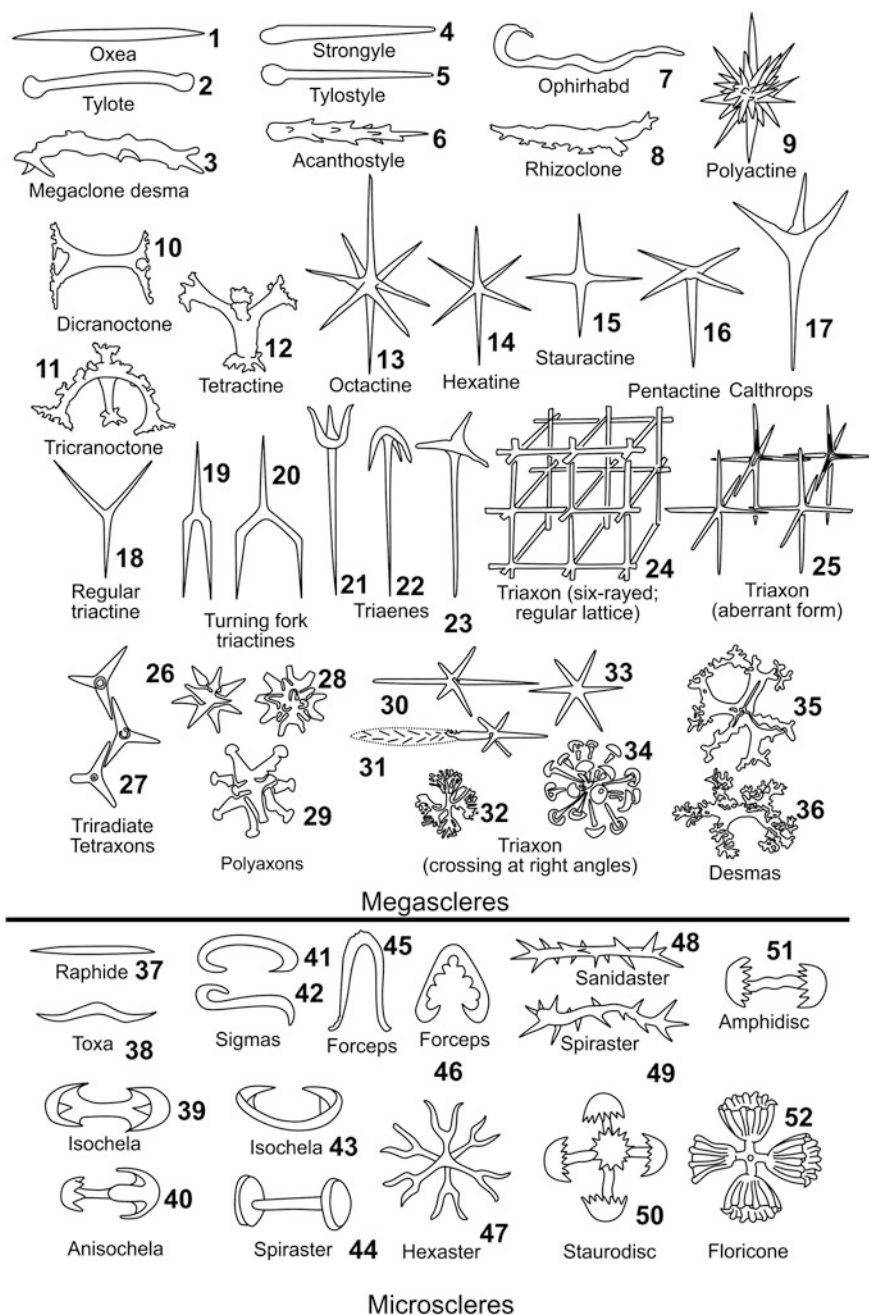 1
Oxea
4
Strongyle
2
Tylote
5
Tylostyle
7
Ophirhabd
3
Megaclone desma
6
Acanthostyle
8
Rhizoclone
9
Polyactine
10
Dicranoctone
11
Tricranoctone
12
Tetractine
13
Octactine
14
Hexatine
15
Stauractine
16
Pentactine
17
Calthrops
18
Regular
triactine
19
20
Turning fork
triactines
21
22
Triaenes
23
24
Triaxon (six-rayed;
regular lattice)
25
Triaxon
(aberrant form)
26
28
27
Triradiate
Tetraxons
29
Polyaxons
30
33
31
34
32
Triaxon
(crossing at right angles)
35
36
Desmas
Megascleres
Raphide 37
Toxa 38
41
42
Sigmas
45
Forceps
Forceps
46
48
Sanidaster
Spiraster
49
51
Amphidisc
39
Isochela
40
Anisochela
Isochela 43
Spiraster 44
47
Hexaster
50
Staurodisc
52
Floricone
Microscleres